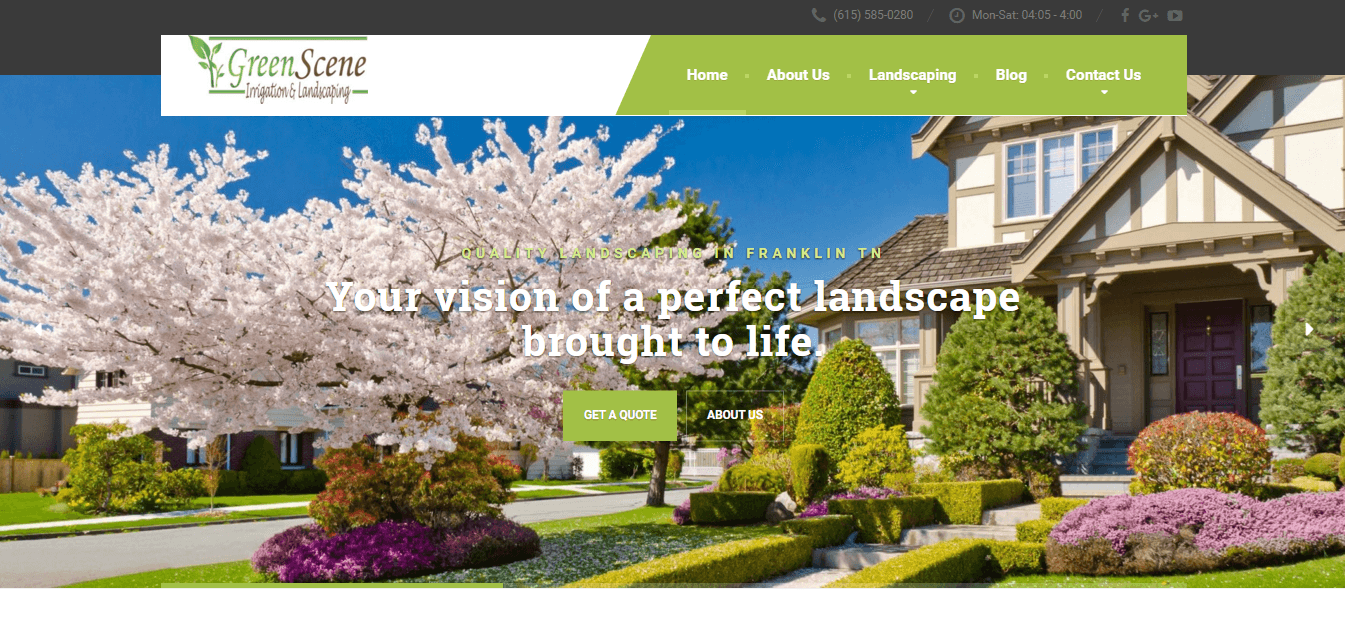 (615) 585-0280
Mon-Sat: 04:05 - 4:00
GreenScene
Irrigation & Landscaping
Home
About Us
Landscaping
Blog
Contact Us
QUALITY LANDSCAPING IN FRANKLIN TN
Your vision of a perfect landscape
brought to life.
GET A QUOTE
ABOUT US